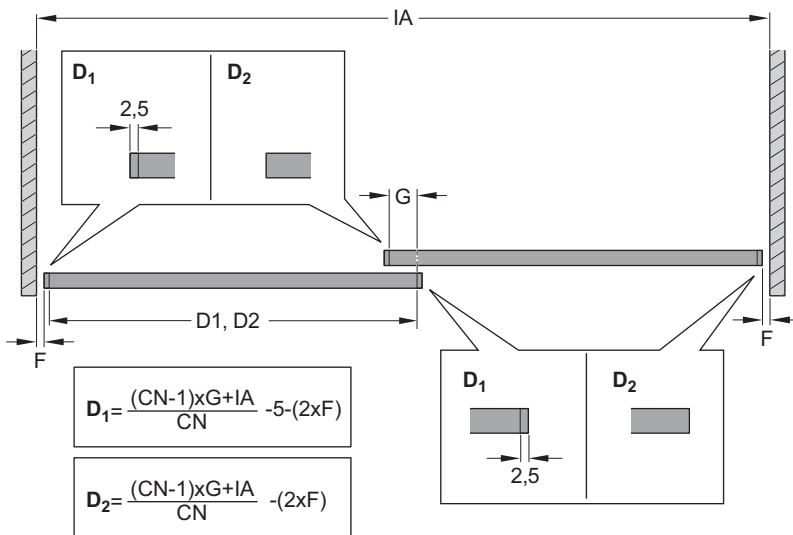 IA
D₁
D₂
2,5
G
D1, D2
F
F
D₁
D₂
2,5
D₁= (CN-1)xG+IA / CN -5-(2xF)
D₂= (CN-1)xG+IA / CN -(2xF)